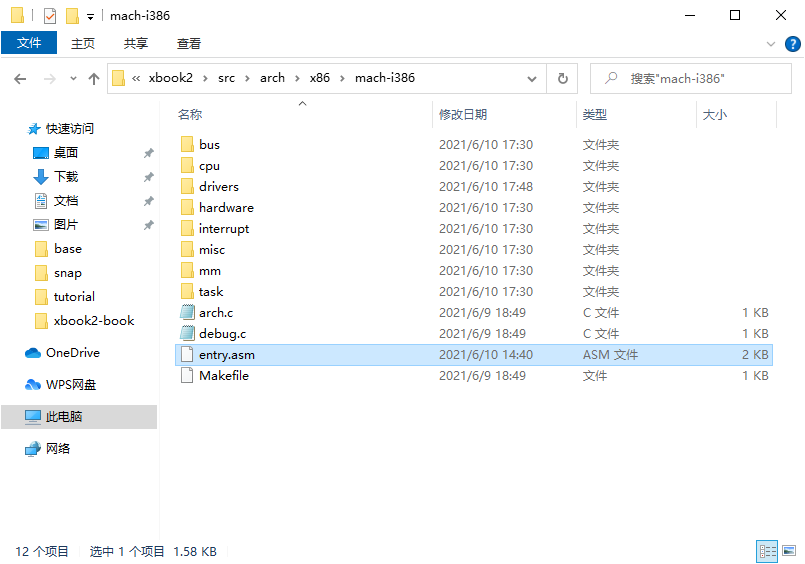 mach-i386
文件 主页 共享 查看
« xbook2 › src › arch › x86 › mach-i386 搜索"mach-i386"
快速访问
桌面
下载
文档
图片
base
snap
tutorial
xbook2-book
OneDrive
WPS网盘
此电脑
网络
名称 修改日期 类型 大小
bus 2021/6/10 17:30 文件夹
cpu 2021/6/10 17:30 文件夹
drivers 2021/6/10 17:48 文件夹
hardware 2021/6/10 17:30 文件夹
interrupt 2021/6/10 17:30 文件夹
misc 2021/6/10 17:30 文件夹
mm 2021/6/10 17:30 文件夹
task 2021/6/10 17:30 文件夹
arch.c 2021/6/9 18:49 C 文件 1 KB
debug.c 2021/6/9 18:49 C 文件 1 KB
entry.asm 2021/6/10 14:40 ASM 文件 2 KB
Makefile 2021/6/9 18:49 文件 1 KB
12 个项目 选中 1 个项目 1.58 KB